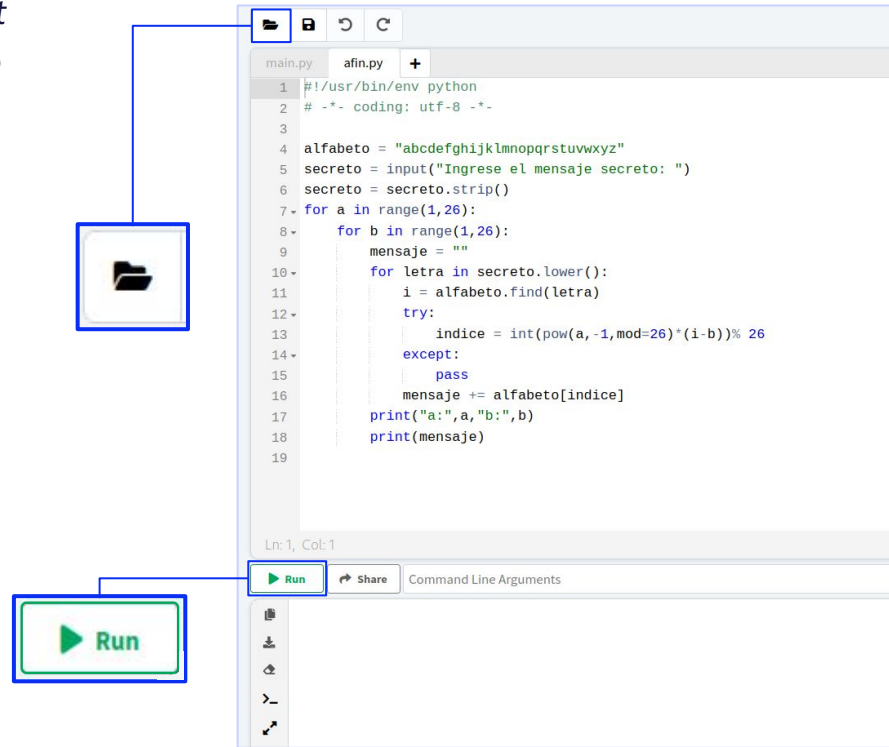 t
main.py afin.py +
1 #!/usr/bin/env python
2 # -*- coding: utf-8 -*-
3
4 alfabeto = "abcdefghijklmnopqrstuvwxyz"
5 secreto = input("Ingrese el mensaje secreto: ")
6 secreto = secreto.strip()
7 for a in range(1,26):
8     for b in range(1,26):
9         mensaje = ""
10         for letra in secreto.lower():
11             i = alfabeto.find(letra)
12             try:
13                 indice = int(pow(a,-1,mod=26)*(i-b))% 26
14             except:
15                 pass
16             mensaje += alfabeto[indice]
17         print("a:",a,"b:",b)
18         print(mensaje)
19
Ln: 1, Col: 1
Run Share Command Line Arguments
Run
>_